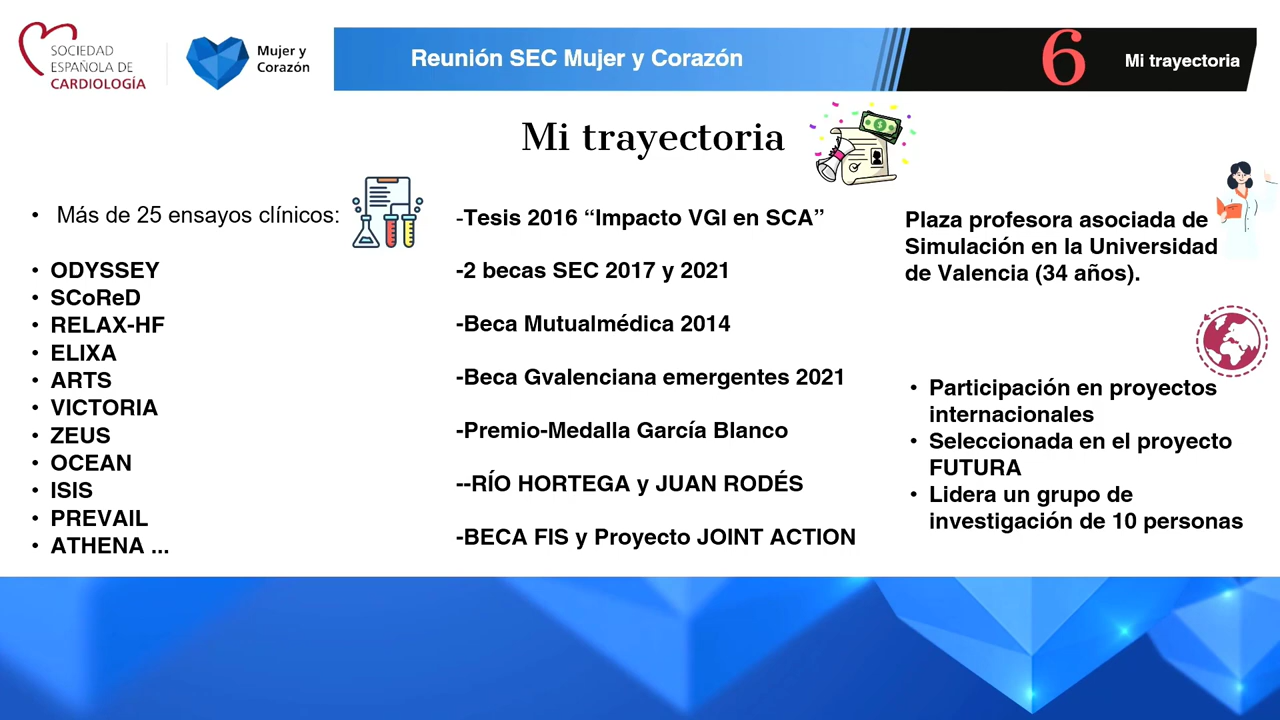 SOCIEDAD
ESPAÑOLA DE
CARDIOLOGÍA
Mujer y
Corazón
Reunión SEC Mujer y Corazón
6
Mi trayectoria
Mi trayectoria
• Más de 25 ensayos clínicos:
• ODYSSEY
• SCoReD
• RELAX-HF
• ELIXA
• ARTS
• VICTORIA
• ZEUS
• OCEAN
• ISIS
• PREVAIL
• ATHENA ...
-Tesis 2016 “Impacto VGI en SCA”
-2 becas SEC 2017 y 2021
-Beca Mutualmédica 2014
-Beca Gvalenciana emergentes 2021
-Premio-Medalla García Blanco
--RÍO HORTEGA y JUAN RODÉS
-BECA FIS y Proyecto JOINT ACTION
Plaza profesora asociada de
Simulación en la Universidad
de Valencia (34 años).
• Participación en proyectos
internacionales
• Seleccionada en el proyecto
FUTURA
• Lidera un grupo de
investigación de 10 personas